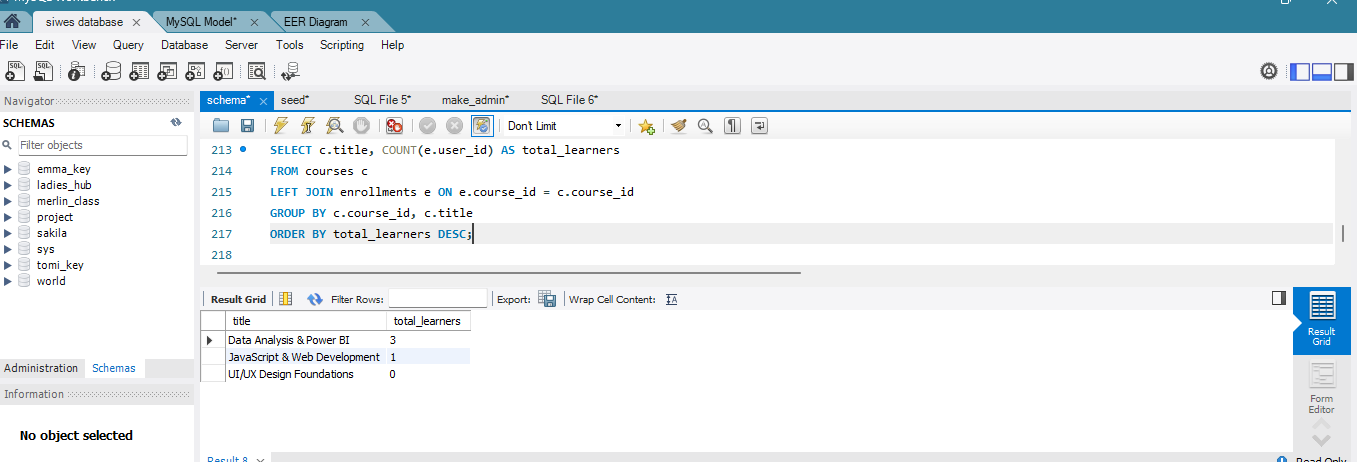 MySQL Workbench
siwes database
MySQL Model*
EER Diagram
File Edit View Query Database Server Tools Scripting Help
Navigator
SCHEMAS
Filter objects
emma_key
ladies_hub
merlin_class
project
sakila
sys
tomi_key
world
Administration Schemas
Information
No object selected
schema* seed* SQL File 5* make_admin* SQL File 6*
Don't Limit
213 SELECT c.title, COUNT(e.user_id) AS total_learners
214 FROM courses c
215 LEFT JOIN enrollments e ON e.course_id = c.course_id
216 GROUP BY c.course_id, c.title
217 ORDER BY total_learners DESC;
218
Result Grid Filter Rows: Export: Wrap Cell Content:
title total_learners
Data Analysis & Power BI 3
JavaScript & Web Development 1
UI/UX Design Foundations 0
Result
Grid
Form
Editor
Result 8
Read Only